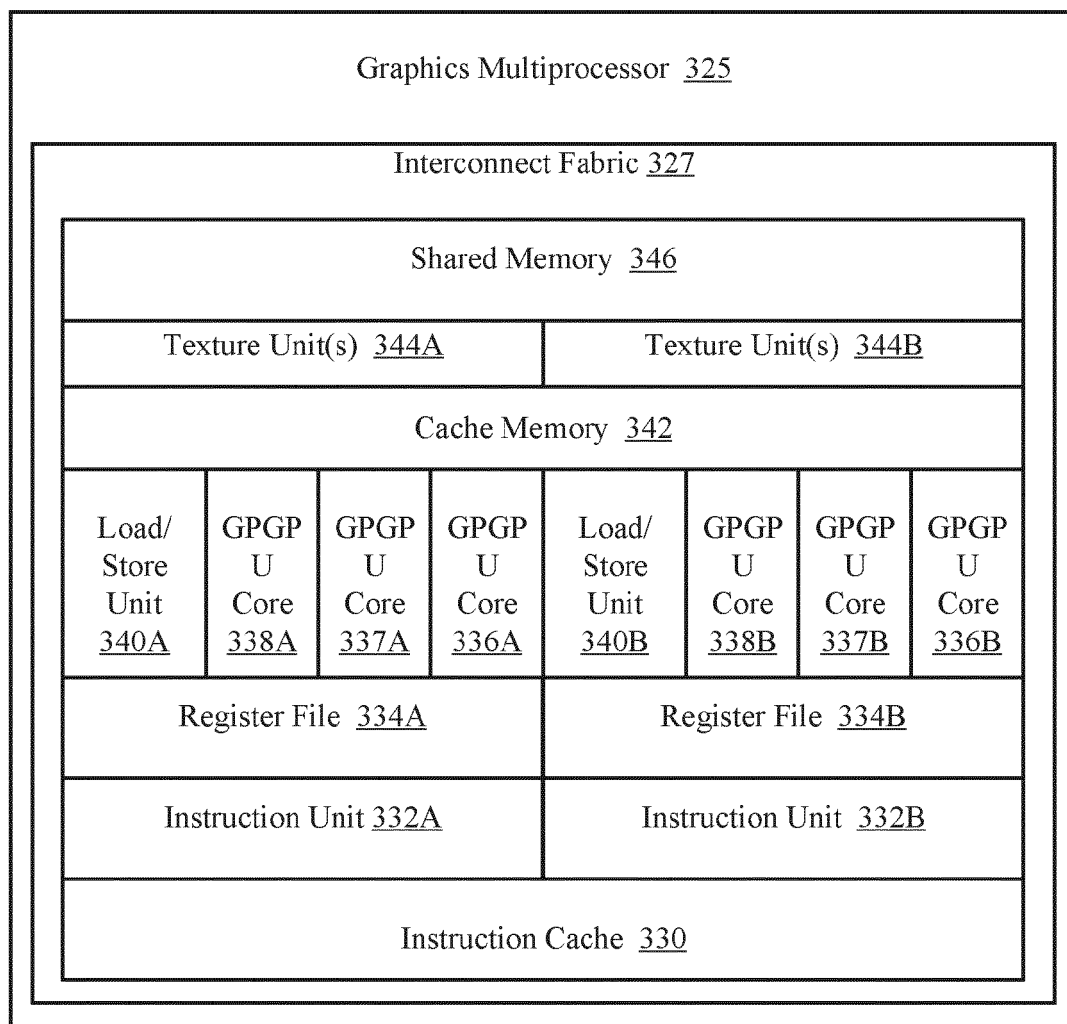 Graphics Multiprocessor 325
Interconnect Fabric 327
Shared Memory 346
Texture Unit(s) 344A
Texture Unit(s) 344B
Cache Memory 342
Load/
Store
Unit
340A
GPGP
U
Core
338A
GPGP
U
Core
337A
GPGP
U
Core
336A
Load/
Store
Unit
340B
GPGP
U
Core
338B
GPGP
U
Core
337B
GPGP
U
Core
336B
Register File 334A
Register File 334B
Instruction Unit 332A
Instruction Unit 332B
Instruction Cache 330